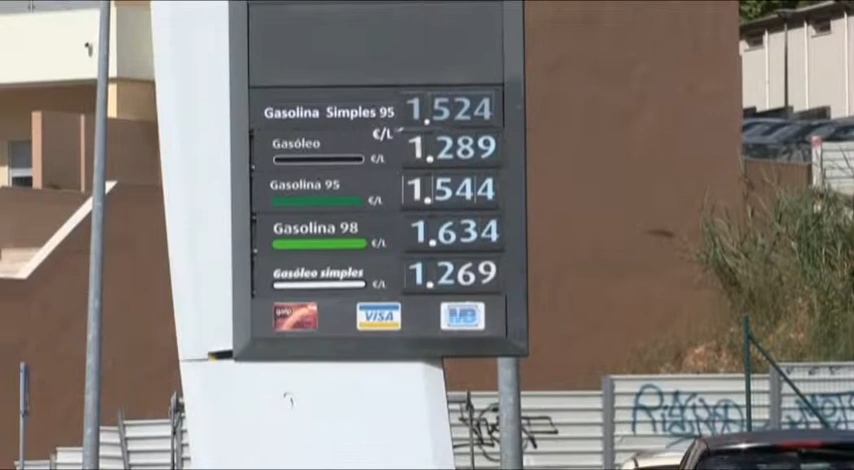 Gasolina Simples 95 1.524
€/L
Gasóleo €/L 1.289
Gasolina 95 €/L 1.544
Gasolina 98 €/L 1.634
Gasóleo simples €/L 1.269
galp VISA MB